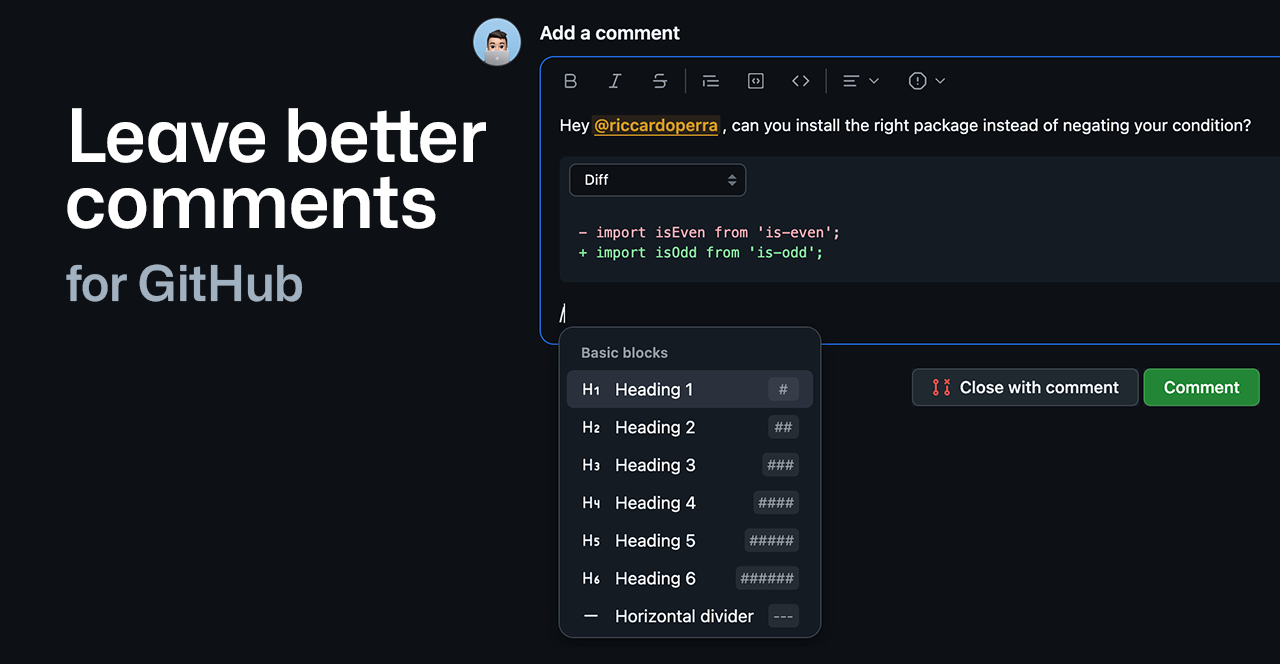 Leave better
comments
for GitHub
Add a comment
Hey @riccardoperra , can you install the right package instead of negating your condition?
Diff
- import isEven from 'is-even';
+ import isOdd from 'is-odd';
/
Basic blocks
H1 Heading 1 #
H2 Heading 2 ##
H3 Heading 3 ###
H4 Heading 4 ####
H5 Heading 5 #####
H6 Heading 6 ######
— Horizontal divider ---
Close with comment
Comment